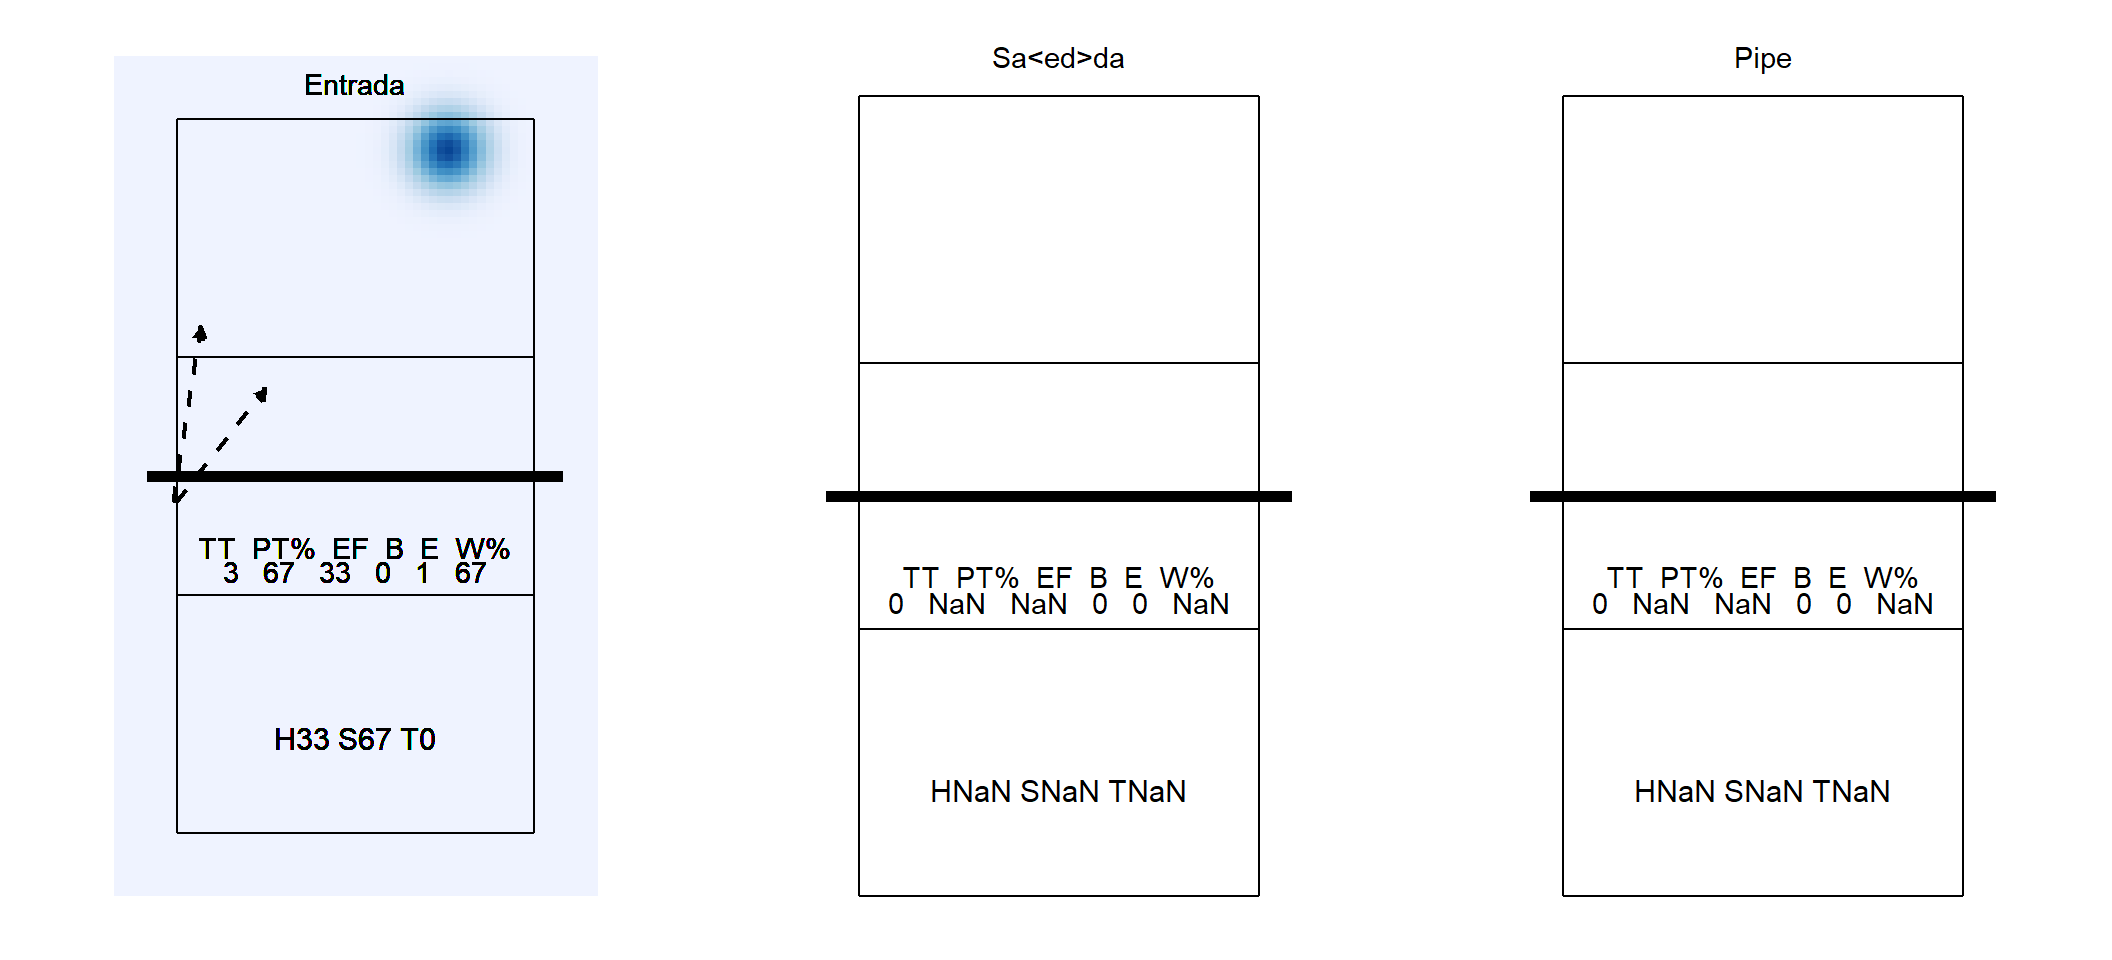 Entrada
TT PT% EF B E W%
3 67 33 0 1 67
H33 S67 T0
Sa<ed>da
TT PT% EF B E W%
0 NaN NaN 0 0 NaN
HNaN SNaN TNaN
Pipe
TT PT% EF B E W%
0 NaN NaN 0 0 NaN
HNaN SNaN TNaN